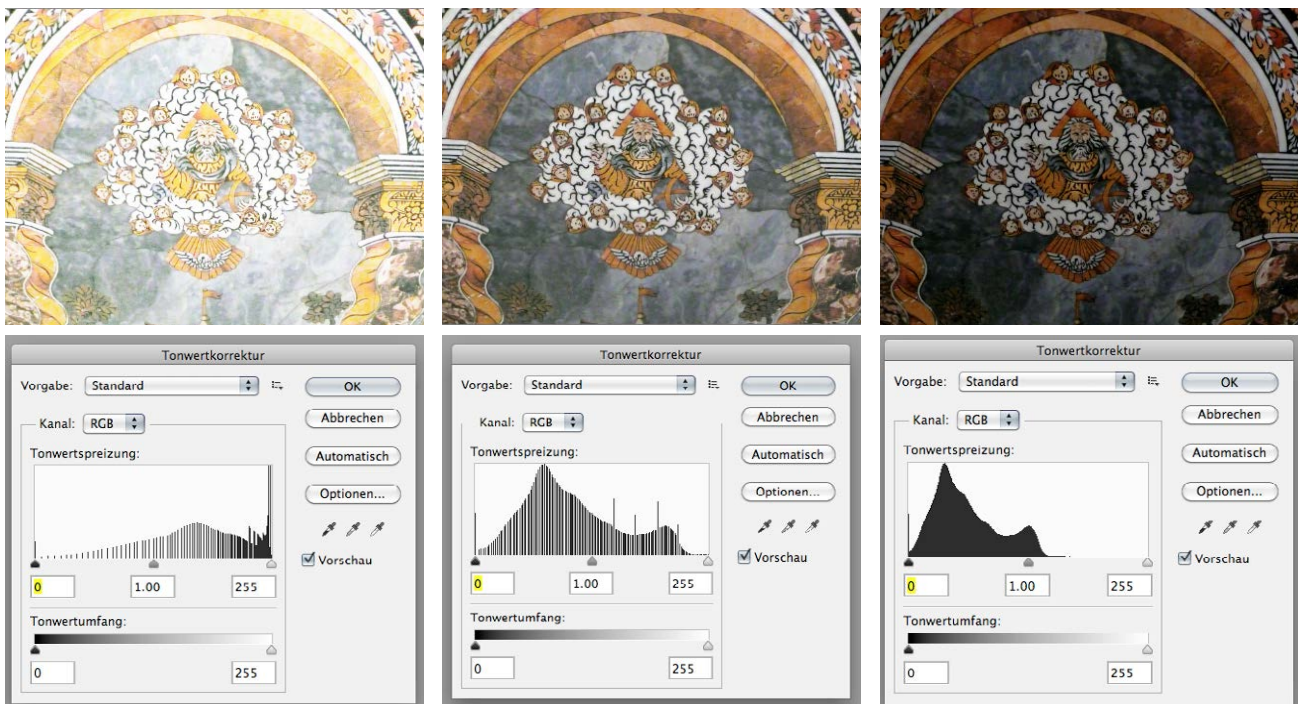 Tonwertkorrektur
Vorgabe: Standard OK
Abbrechen
Kanal: RGB
Tonwertspreizung: Automatisch
Optionen...
Vorschau
0 1.00 255
Tonwertumfang:
0 255
Tonwertkorrektur
Vorgabe: Standard OK
Abbrechen
Kanal: RGB
Tonwertspreizung: Automatisch
Optionen...
Vorschau
0 1.00 255
Tonwertumfang:
0 255
Tonwertkorrektur
Vorgabe: Standard OK
Abbrechen
Kanal: RGB
Tonwertspreizung: Automatisch
Optionen...
Vorschau
0 1.00 255
Tonwertumfang:
0 255